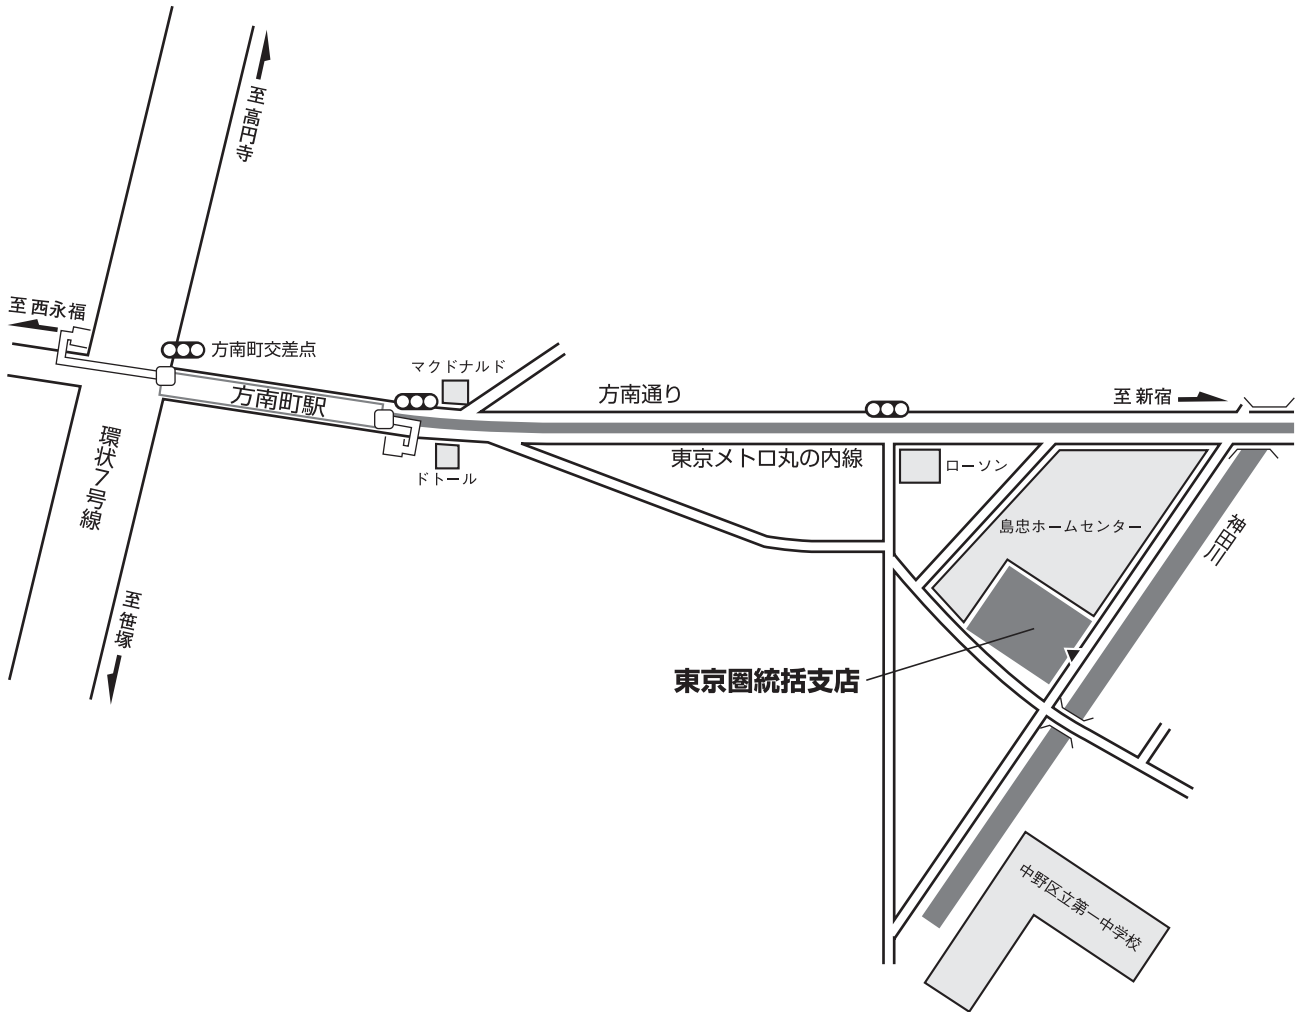 至高円寺
至 西永福
方南町交差点
マクドナルド
方南町駅
方南通り
至 新宿
東京メトロ丸の内線
ローソン
ドトール
環状7号線
島忠ホームセンター
神田川
至 笹塚
東京圏統括支店
中野区立第一中学校